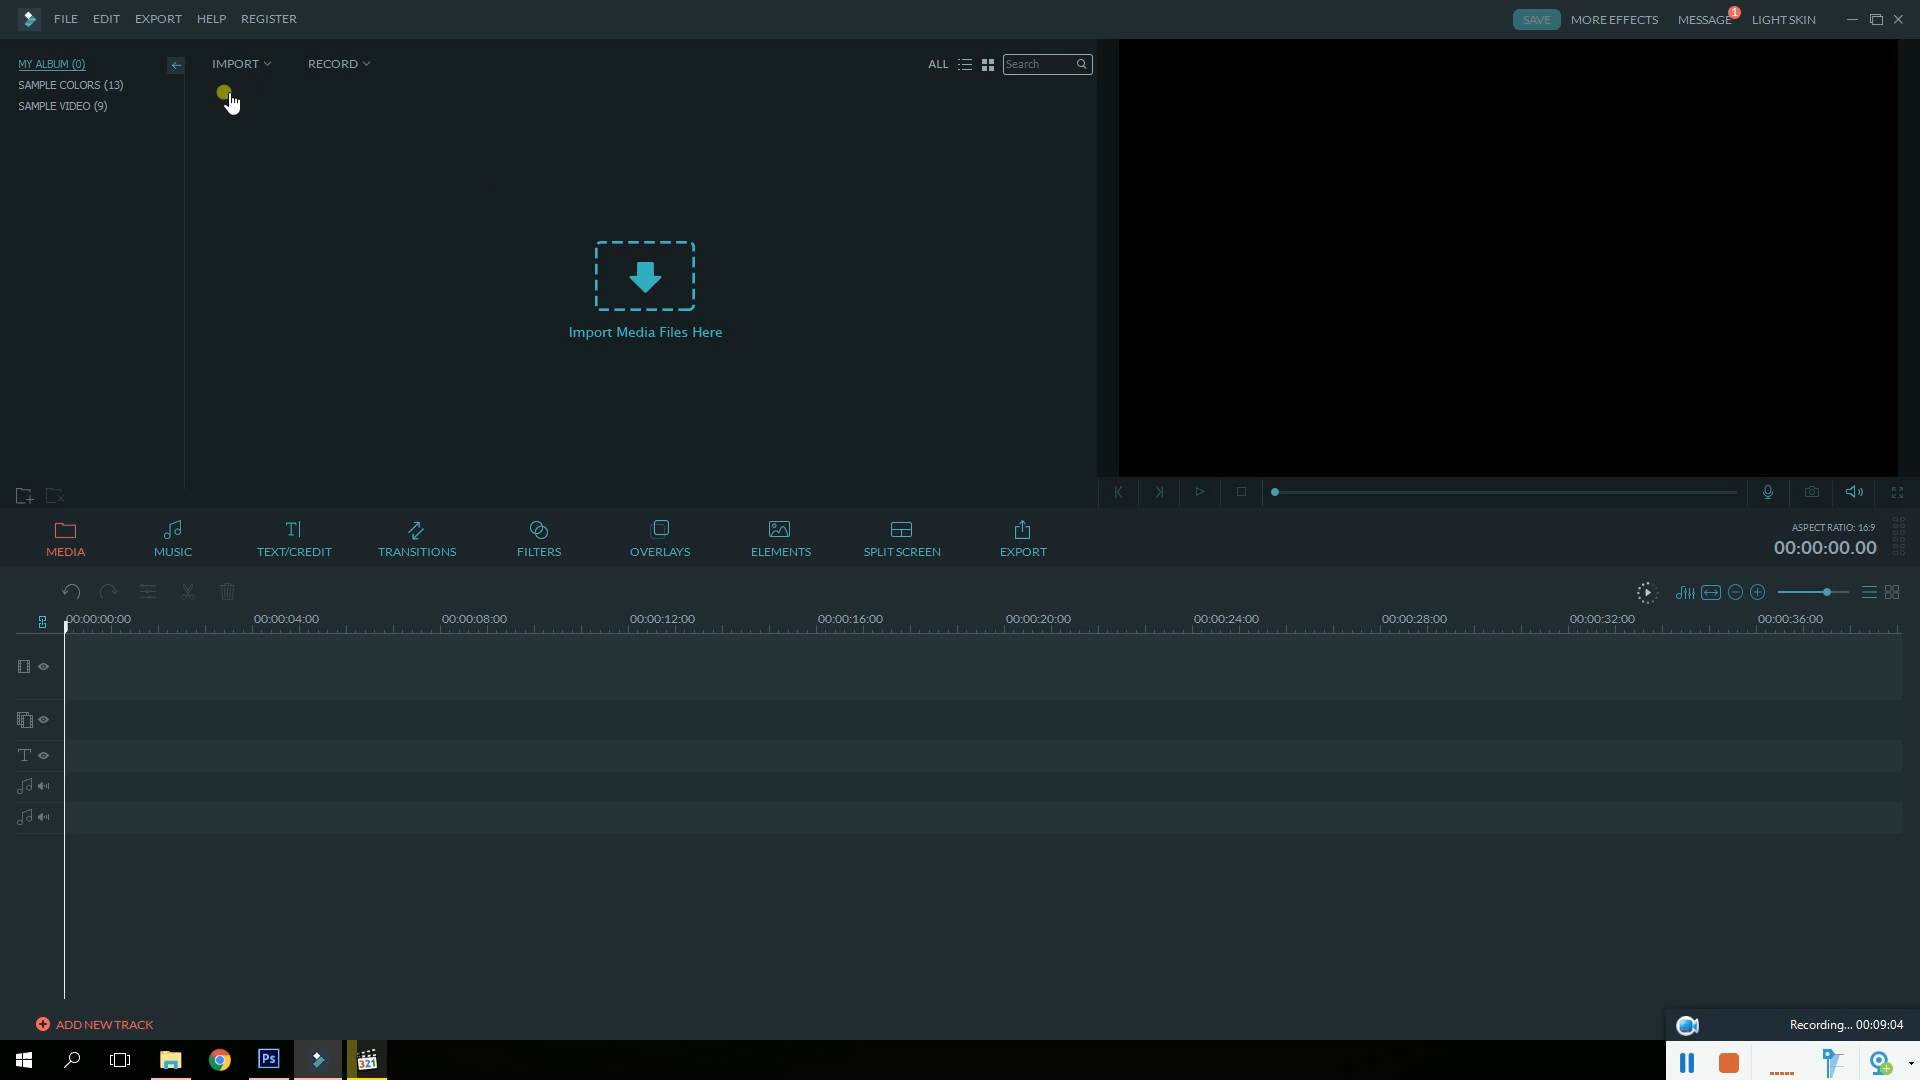 FILE EDIT EXPORT HELP REGISTER SAVE MORE EFFECTS MESSAGE 1 LIGHT SKIN
MY ALBUM (0) IMPORT RECORD ALL Search
SAMPLE COLORS (13)
SAMPLE VIDEO (9)
Import Media Files Here
MEDIA MUSIC TEXT/CREDIT TRANSITIONS FILTERS OVERLAYS ELEMENTS SPLIT SCREEN EXPORT
ASPECT RATIO: 16:9
00:00:00.00
00:00:00:00 00:00:04:00 00:00:08:00 00:00:12:00 00:00:16:00 00:00:20:00 00:00:24:00 00:00:28:00 00:00:32:00 00:00:36:00
ADD NEW TRACK
Recording... 00:09:04
Ps 321